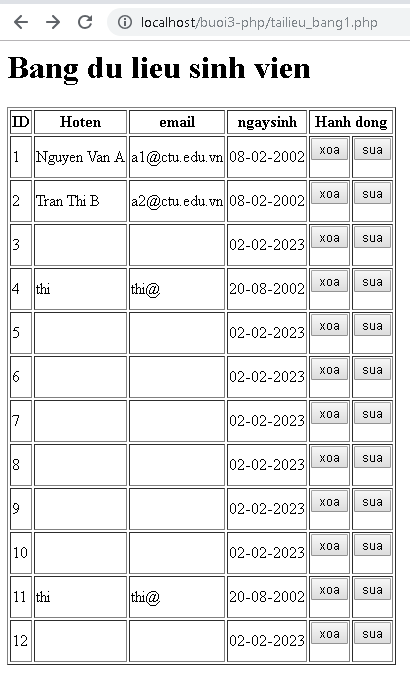 localhost/buoi3-php/tailieu_bang1.php
Bang du lieu sinh vien
ID Hoten email ngaysinh Hanh dong
1 Nguyen Van A a1@ctu.edu.vn 08-02-2002 xoa sua
2 Tran Thi B a2@ctu.edu.vn 08-02-2002 xoa sua
3 02-02-2023 xoa sua
4 thi thi@ 20-08-2002 xoa sua
5 02-02-2023 xoa sua
6 02-02-2023 xoa sua
7 02-02-2023 xoa sua
8 02-02-2023 xoa sua
9 02-02-2023 xoa sua
10 02-02-2023 xoa sua
11 thi thi@ 20-08-2002 xoa sua
12 02-02-2023 xoa sua